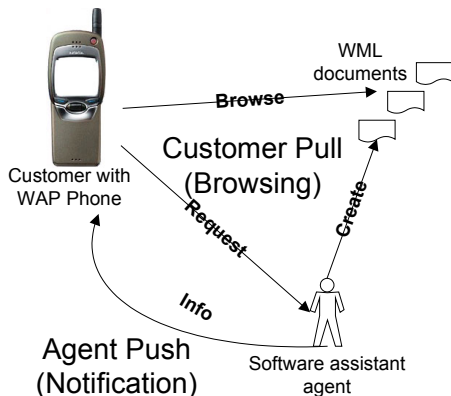 WML
documents
Browse
Customer Pull
(Browsing)
Customer with
WAP Phone
Request
Create
Info
Agent Push
(Notification)
Software assistant
agent